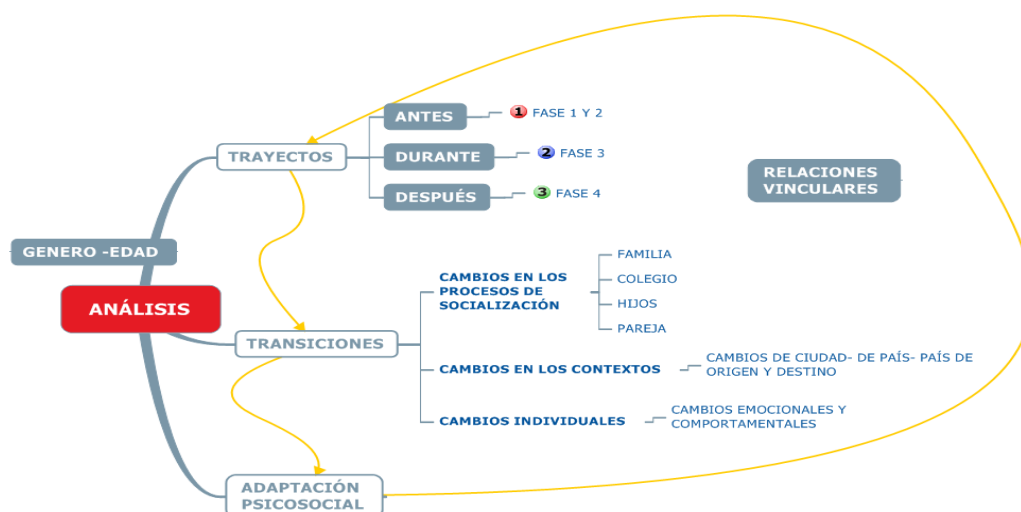 GENERO -EDAD
ANÁLISIS
TRAYECTOS
ANTES
1 FASE 1 Y 2
DURANTE
2 FASE 3
DESPUÉS
3 FASE 4
RELACIONES
VINCULARES
TRANSICIONES
CAMBIOS EN LOS
PROCESOS DE
SOCIALIZACIÓN
FAMILIA
COLEGIO
HIJOS
PAREJA
CAMBIOS EN LOS CONTEXTOS
CAMBIOS DE CIUDAD- DE PAÍS- PAÍS DE
ORIGEN Y DESTINO
CAMBIOS INDIVIDUALES
CAMBIOS EMOCIONALES Y
COMPORTAMENTALES
ADAPTACIÓN
PSICOSOCIAL